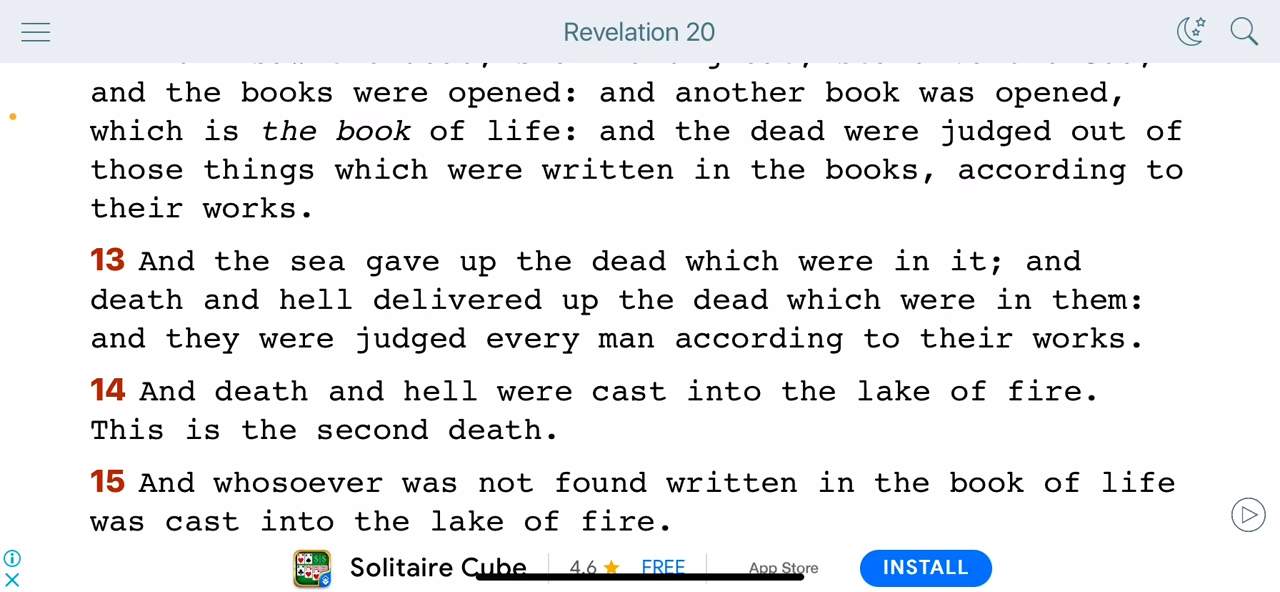 Revelation 20
and the books were opened: and another book was opened,
which is the book of life: and the dead were judged out of
those things which were written in the books, according to
their works.
13 And the sea gave up the dead which were in it; and
death and hell delivered up the dead which were in them:
and they were judged every man according to their works.
14 And death and hell were cast into the lake of fire.
This is the second death.
15 And whosoever was not found written in the book of life
was cast into the lake of fire.
Solitaire Cube 4.6 FREE App Store INSTALL